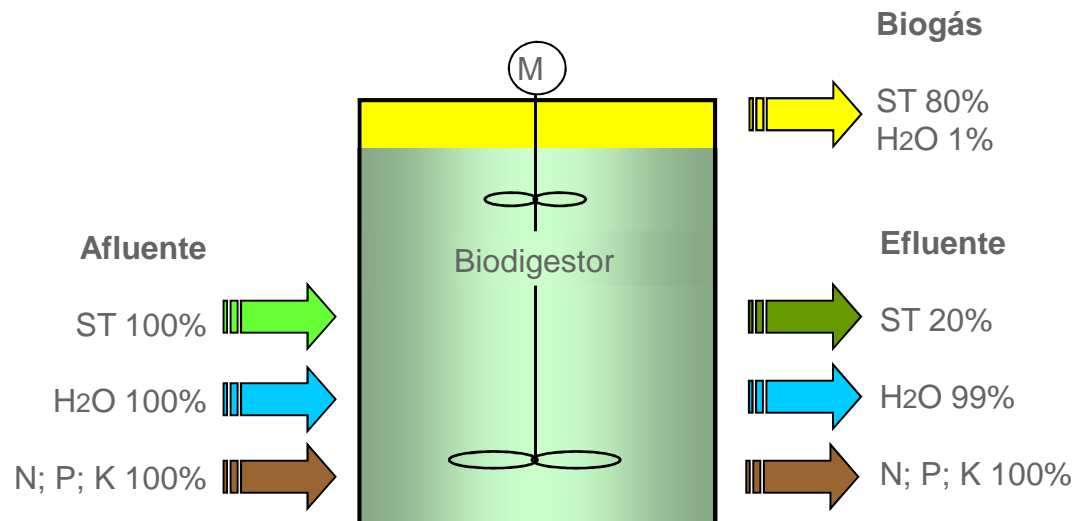 Biogás
M
ST 80%
H2O 1%
Afluente
Biodigestor
Efluente
ST 100%
ST 20%
H2O 100%
H2O 99%
N; P; K 100%
N; P; K 100%